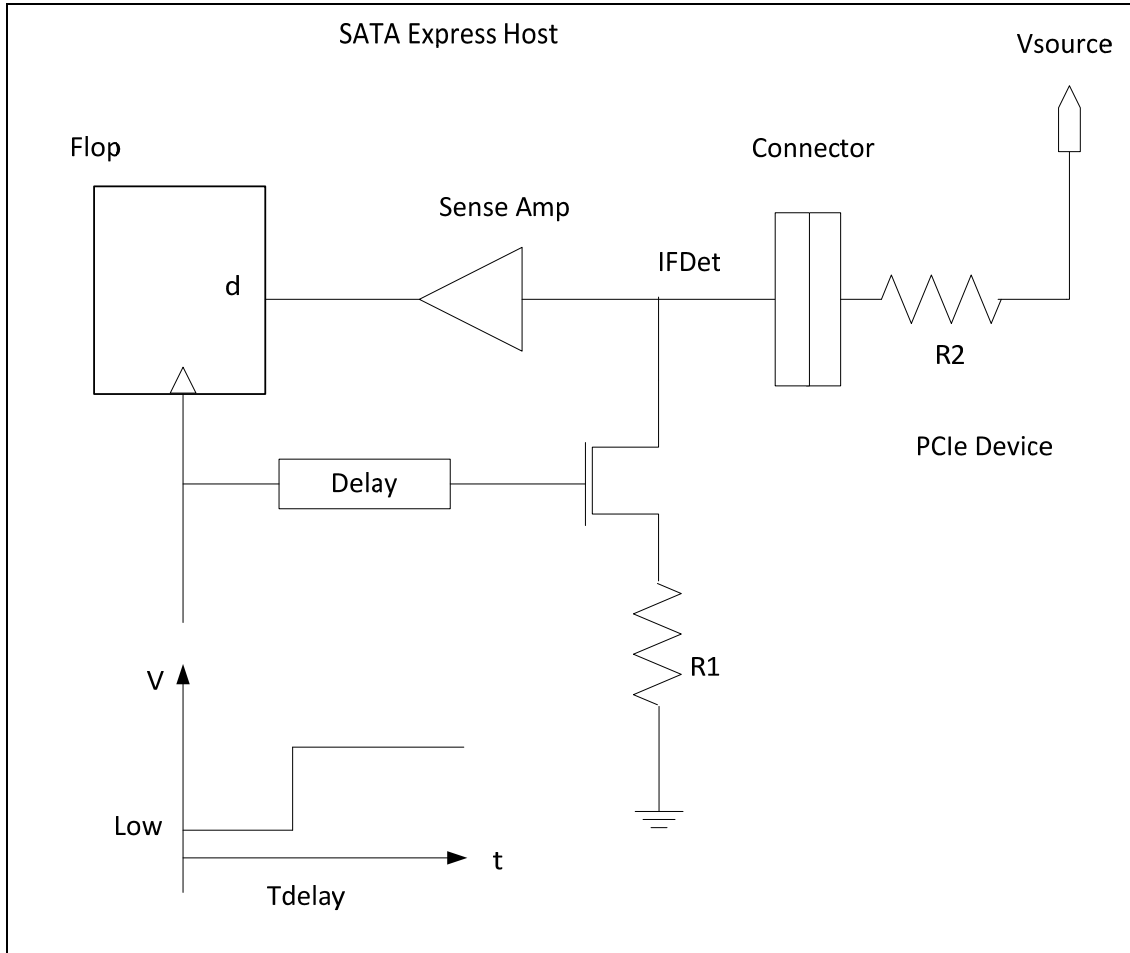 SATA Express Host
Vsource
Flop
Connector
Sense Amp
IFDet
d
R2
PCIe Device
Delay
R1
V
Low
t
Tdelay